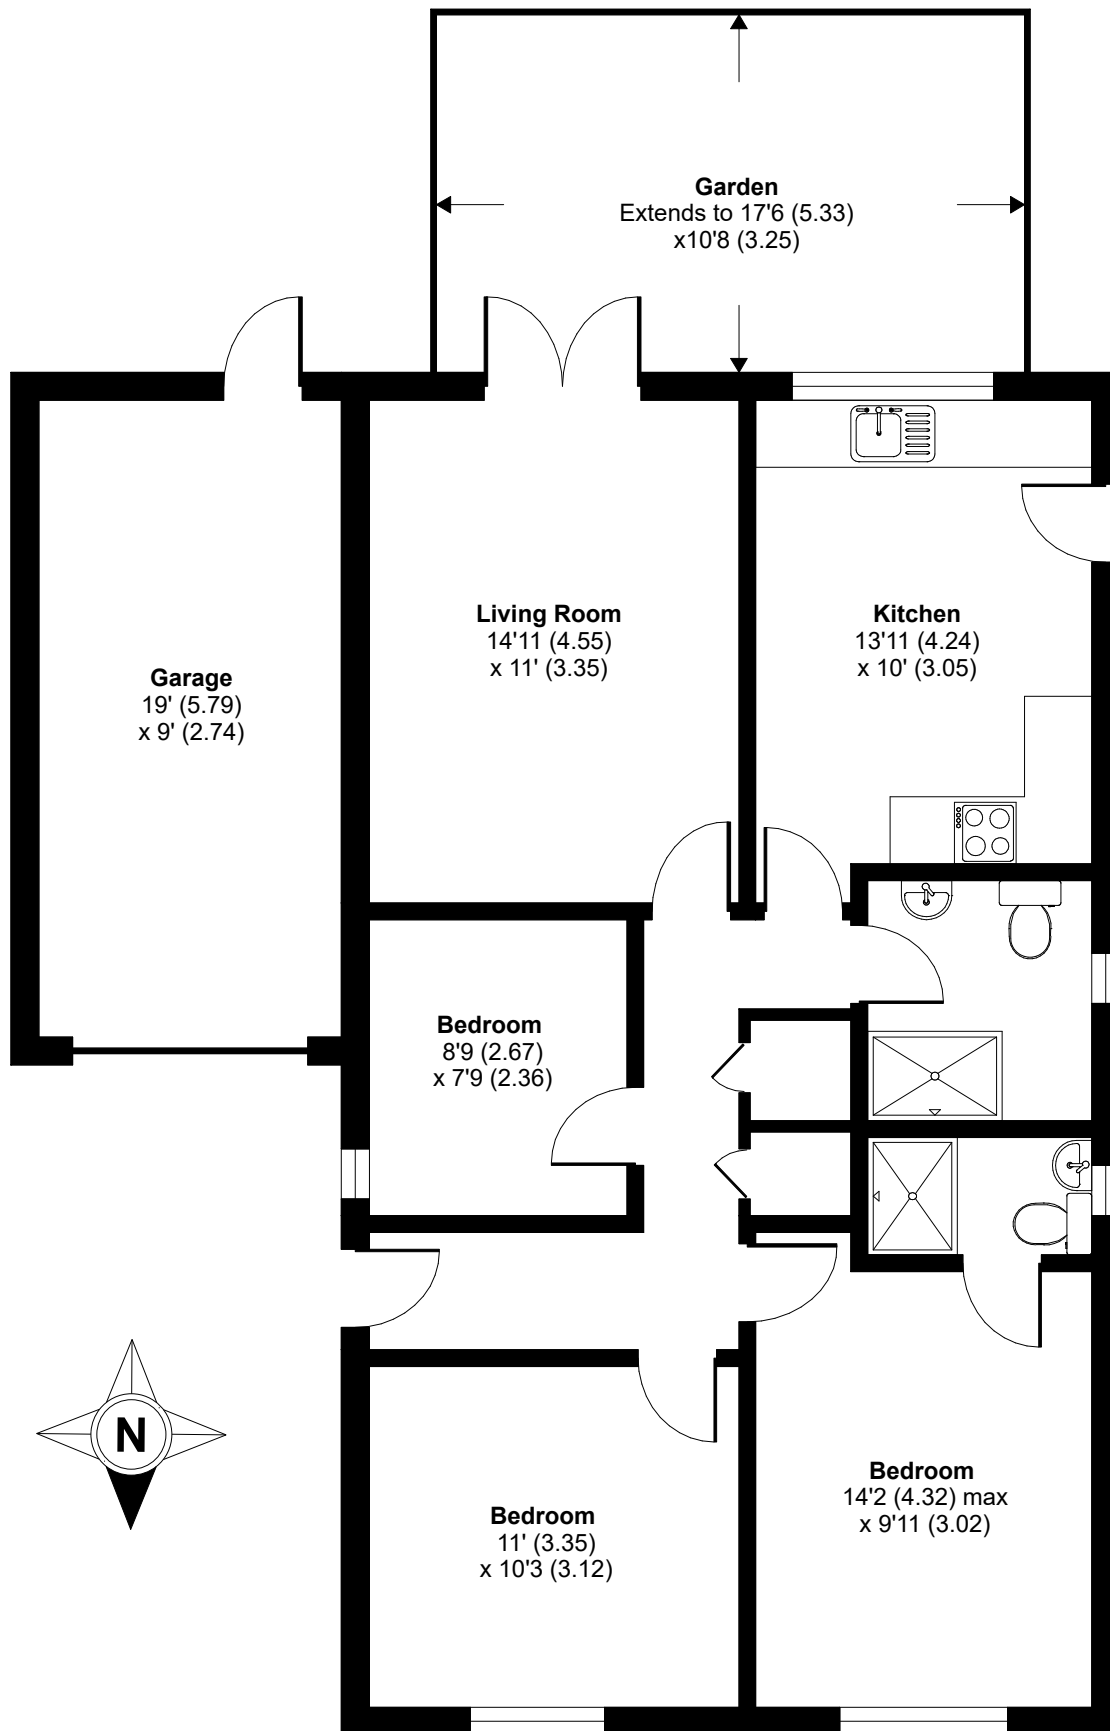 Garden
Extends to 17'6 (5.33)
x10'8 (3.25)
Living Room
14'11 (4.55)
x 11' (3.35)
Kitchen
13'11 (4.24)
x 10' (3.05)
Garage
19' (5.79)
x 9' (2.74)
Bedroom
8'9 (2.67)
x 7'9 (2.36)
N
Bedroom
11' (3.35)
x 10'3 (3.12)
Bedroom
14'2 (4.32) max
x 9'11 (3.02)